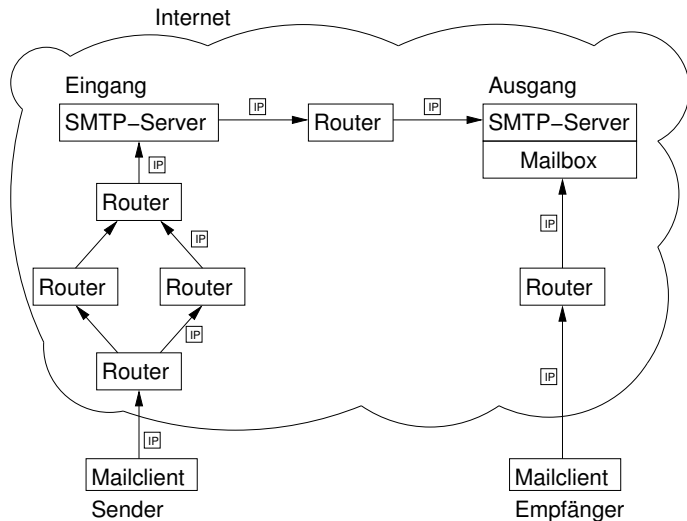 Internet
Eingang
Ausgang
SMTP−Server
IP
Router
IP
SMTP−Server
Mailbox
IP
Router
IP
IP
Router
Router
Router
IP
Router
IP
IP
Mailclient
Mailclient
Sender
Empfänger